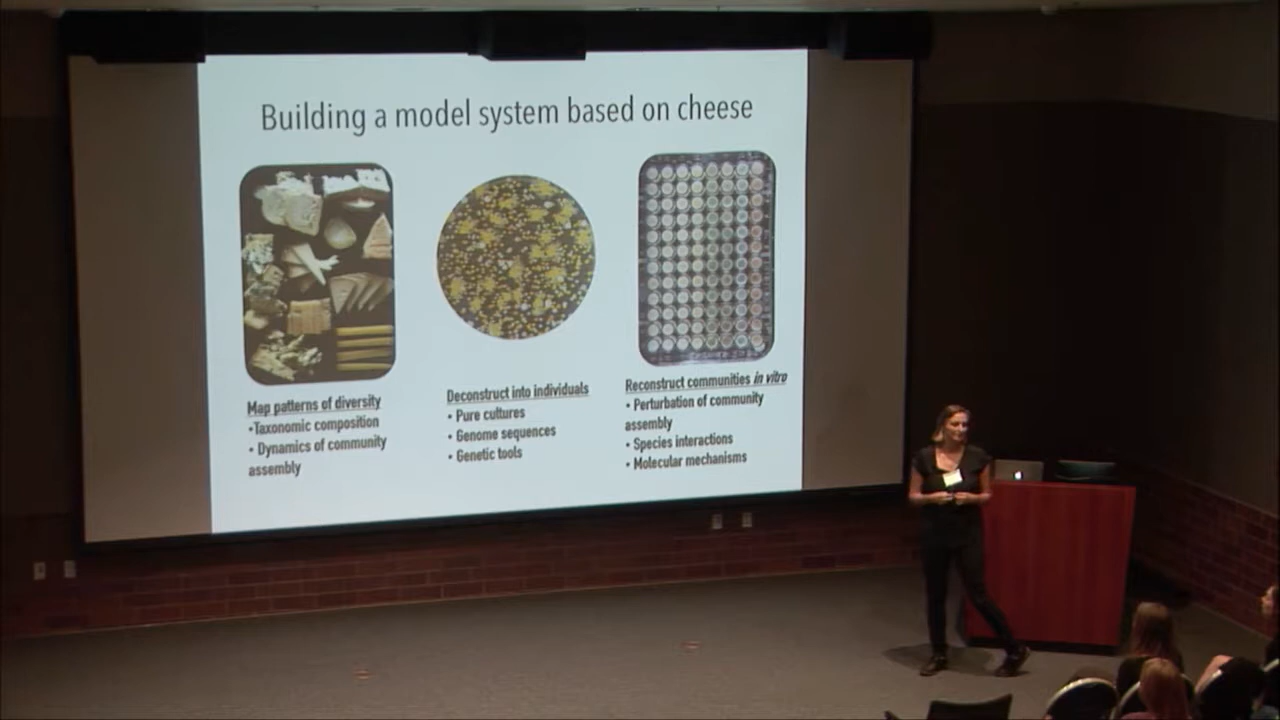 Building a model system based on cheese
Map patterns of diversity
•Taxonomic composition
• Dynamics of community
assembly
Deconstruct into individuals
• Pure cultures
• Genome sequences
• Genetic tools
Reconstruct communities in vitro
• Perturbation of community
assembly
• Species interactions
• Molecular mechanisms